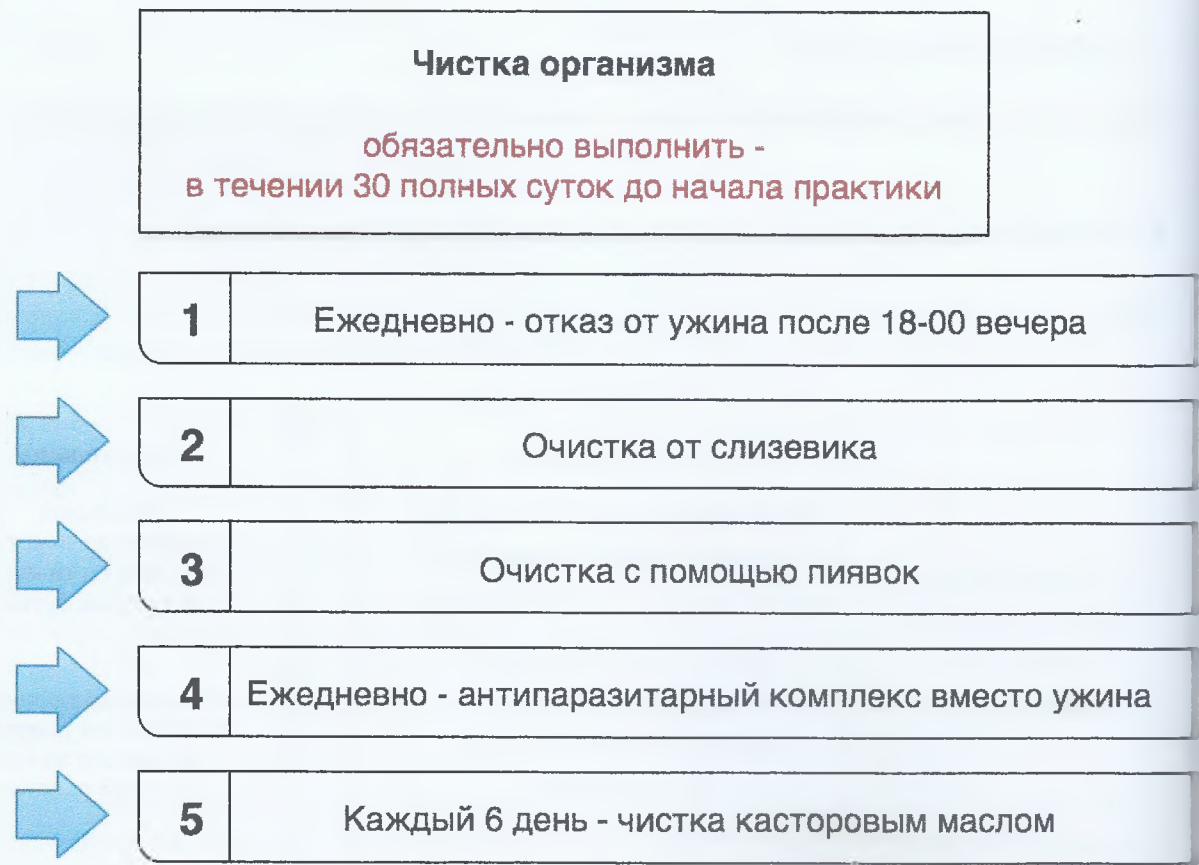 Чистка организма
обязательно выполнить -
в течении 30 полных суток до начала практики
1 Ежедневно - отказ от ужина после 18-00 вечера
2 Очистка от слизевика
3 Очистка с помощью пиявок
4 Ежедневно - антипаразитарный комплекс вместо ужина
5 Каждый 6 день - чистка касторовым маслом